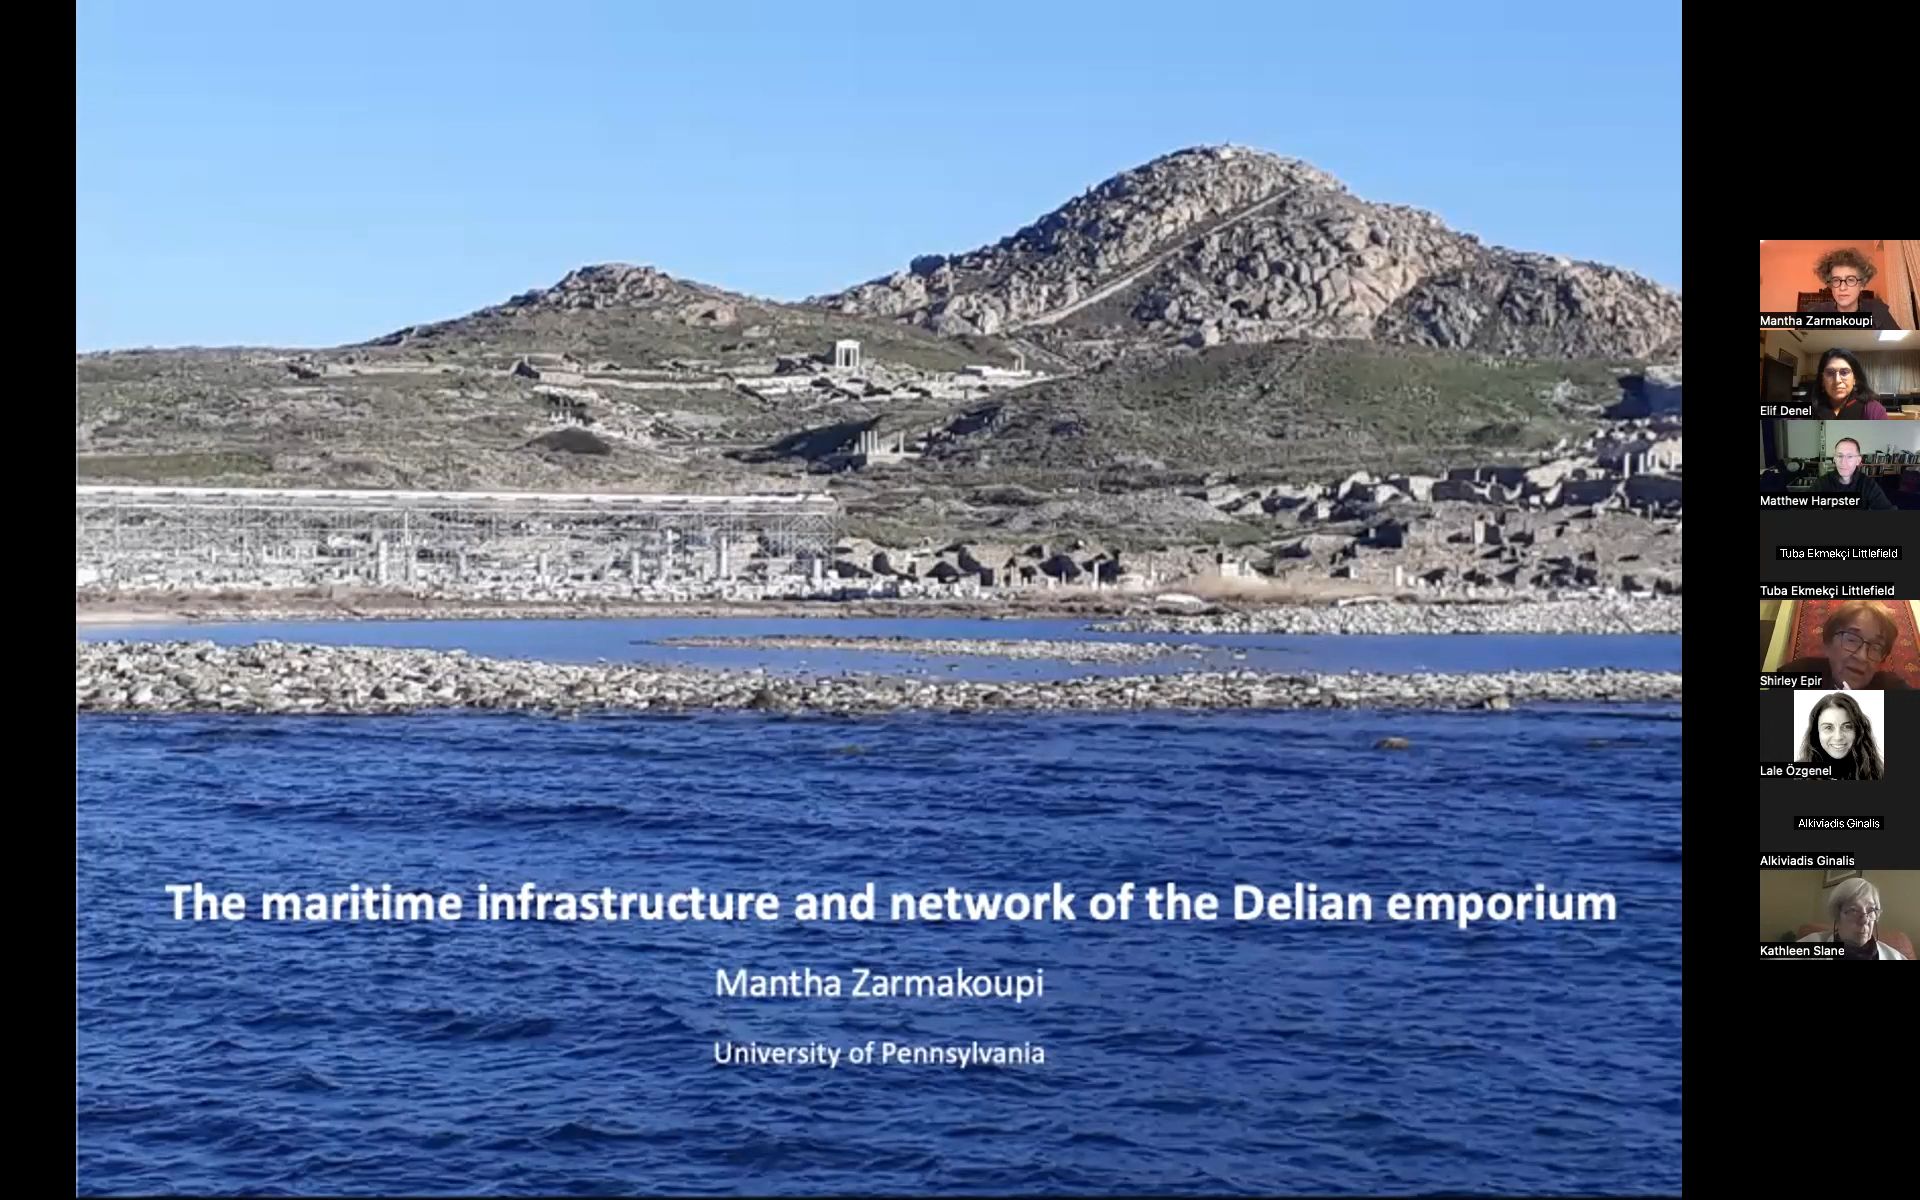 The maritime infrastructure and network of the Delian emporium
Mantha Zarmakoupi
University of Pennsylvania
Mantha Zarmakoupi
Elif Denel
Matthew Harpster
Tuba Ekmekçi Littlefield
Tuba Ekmekçi Littlefield
Shirley Epir
Lale Özgenel
Alkiviadis Ginalis
Alkiviadis Ginalis
Kathleen Slane